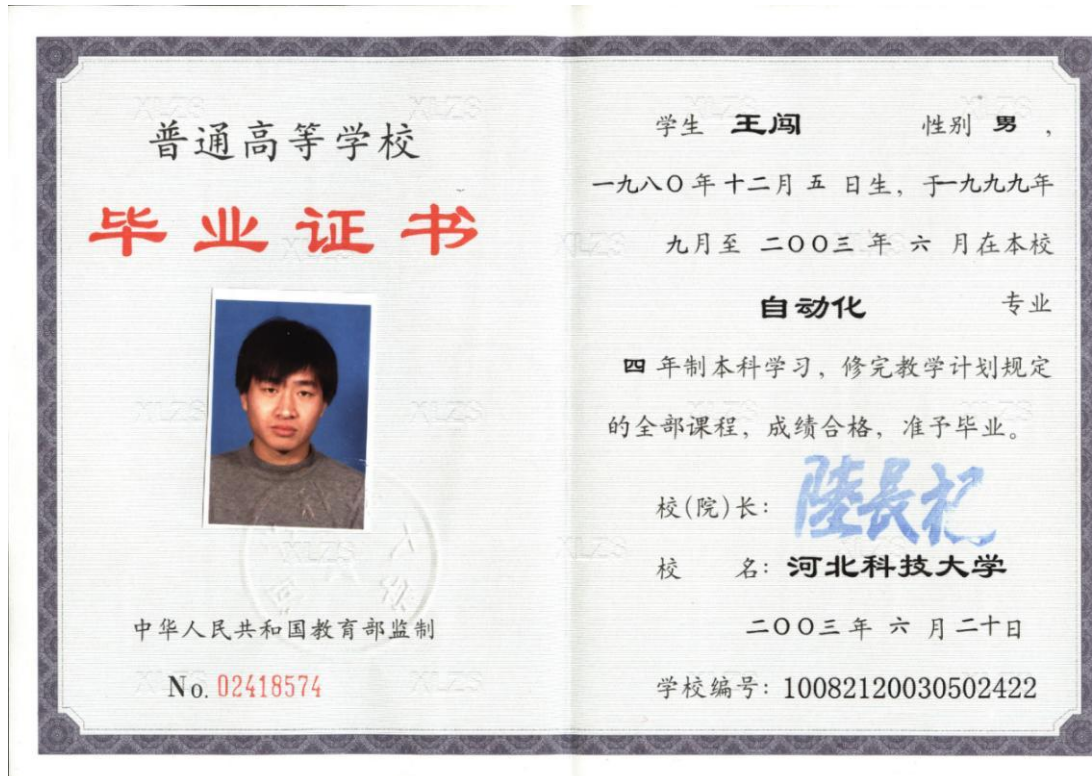 普通高等学校
毕业证书
中华人民共和国教育部监制
No. 02418574
学生 王闯 性别 男 ,
一九八〇年十二月五日生，于一九九九年
九月至 二〇〇三 年 六 月在本校
自动化 专业
四 年制本科学习，修完教学计划规定
的全部课程，成绩合格，准予毕业。
校(院)长：
校 名：河北科技大学
二〇〇三年 六 月二十日
学校编号：10082120030502422
XLZS